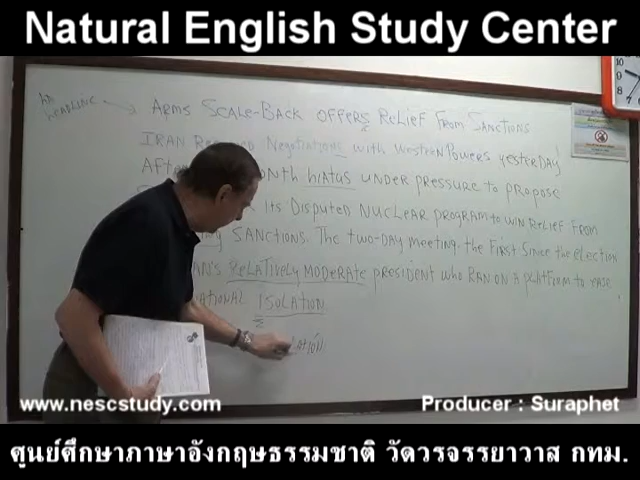 Natural English Study Center
AN HEADLINE
ARMS SCALE-BACK OFFERS RELIEF FROM SANCTIONS
IRAN NEGOTIATIONS WITH WESTERN POWERS YESTERDAY
AFTER MONTH HIATUS UNDER PRESSURE TO PROPOSE
ITS DISPUTED NUCLEAR PROGRAM TO WIN RELIEF FROM
SANCTIONS. THE TWO-DAY MEETING. THE FIRST SINCE THE ELECTION
RELATIVELY MODERATE PRESIDENT WHO RAN ON A PLATFORM TO EASE
ISOLATION
www.nescstudy.com
Producer : Suraphet
ศูนย์ศึกษาภาษาอังกฤษธรรมชาติ วัดวรจรรยาวาส กทม.